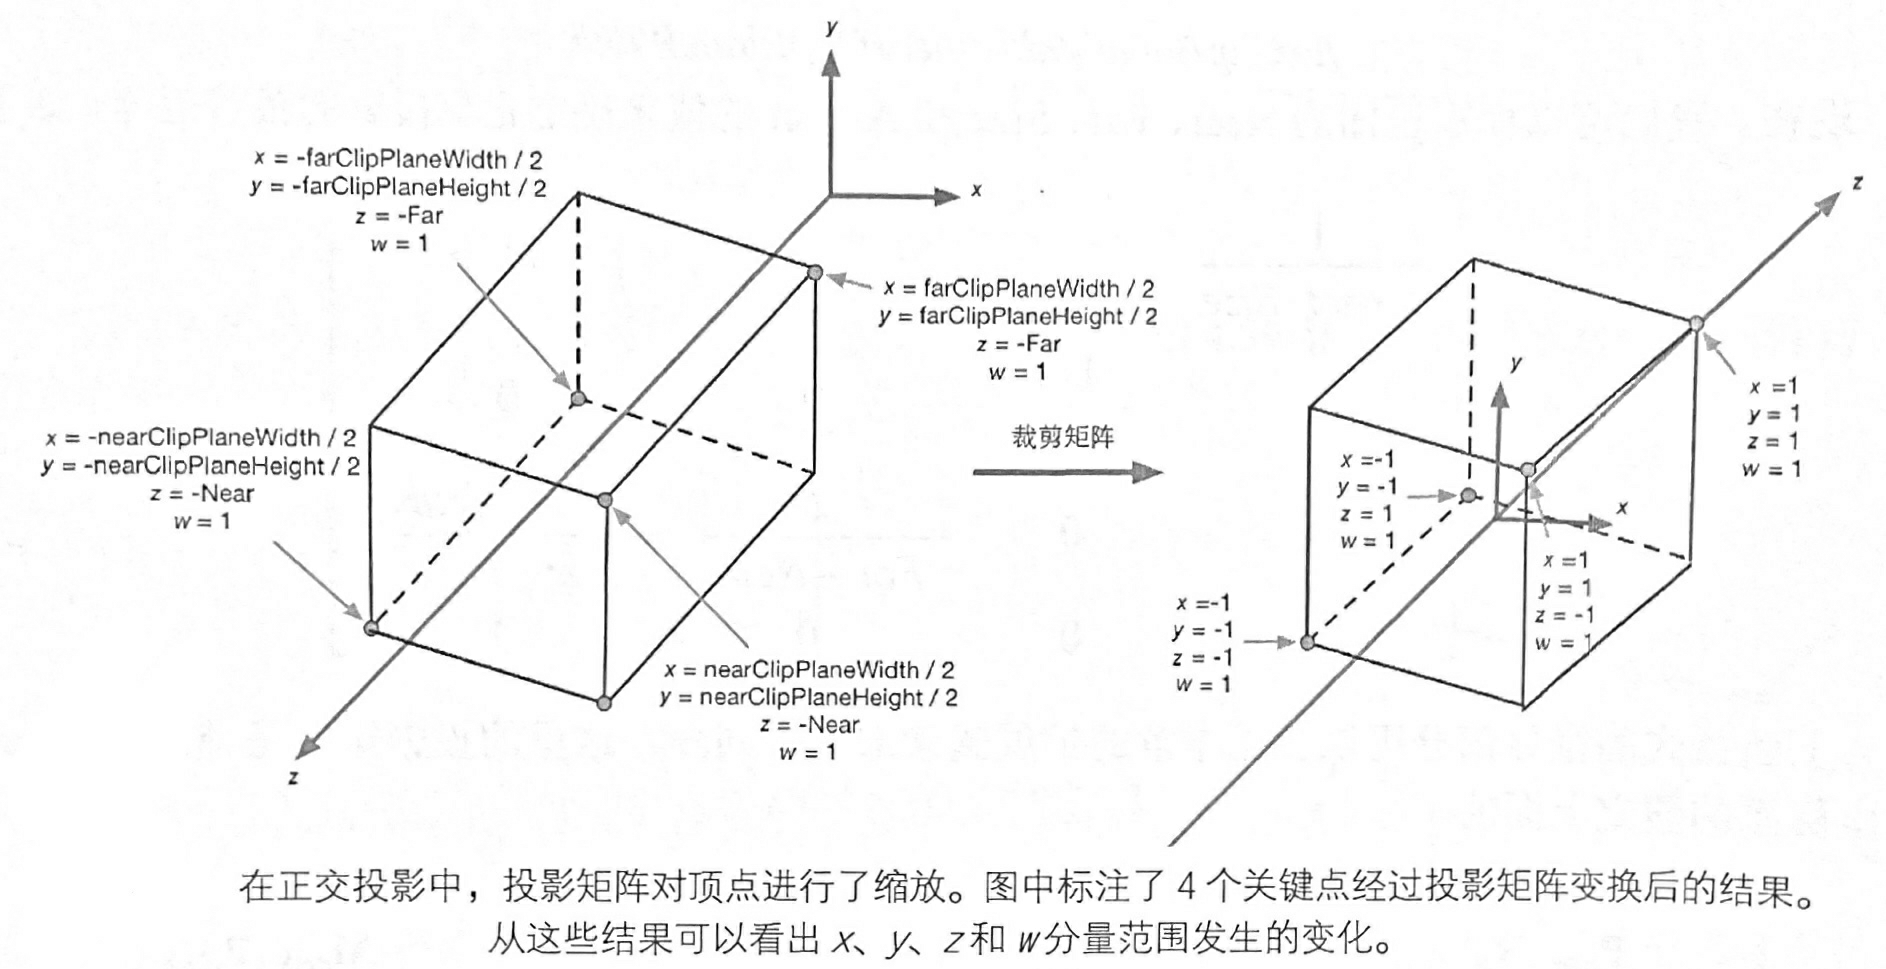 y
x
x = -farClipPlaneWidth / 2
y = -farClipPlaneHeight / 2
z = -Far
w = 1
x = farClipPlaneWidth / 2
y = farClipPlaneHeight / 2
z = -Far
w = 1
x = -nearClipPlaneWidth / 2
y = -nearClipPlaneHeight / 2
z = -Near
w = 1
x = nearClipPlaneWidth / 2
y = nearClipPlaneHeight / 2
z = -Near
w = 1
z
裁剪矩阵
z
y
x
x =1
y = 1
z = 1
w = 1
x =-1
y = -1
z = 1
w = 1
x =1
y = 1
z = -1
w = 1
x =-1
y = -1
z = -1
w = 1
在正交投影中，投影矩阵对顶点进行了缩放。图中标注了 4 个关键点经过投影矩阵变换后的结果。
从这些结果可以看出 x、y、z 和 w 分量范围发生的变化。